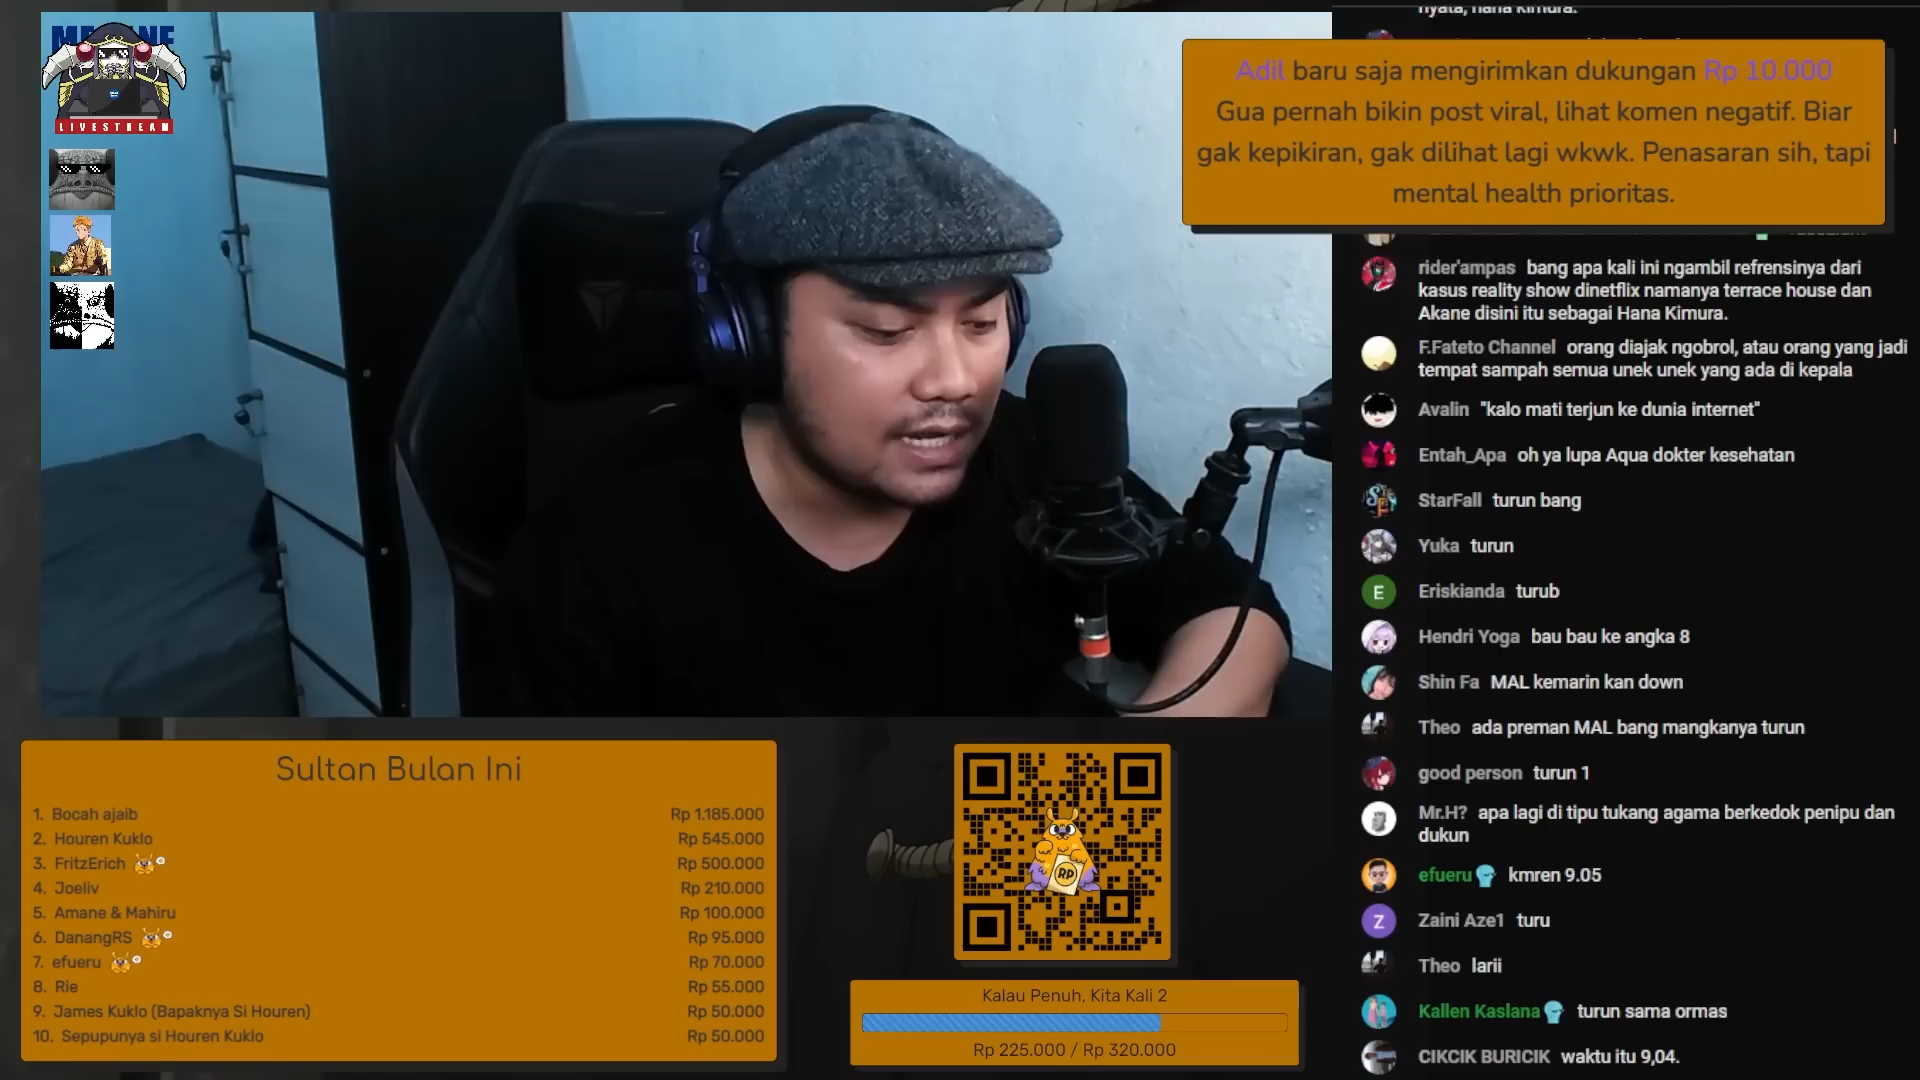 LIVESTREAM
Adil baru saja mengirimkan dukungan Rp 10.000
Gua pernah bikin post viral, lihat komen negatif. Biar
gak kepikiran, gak dilihat lagi wkwk. Penasaran sih, tapi
mental health prioritas.
nyata, hana kimura.
rider'ampas bang apa kali ini ngambil refrensinya dari
kasus reality show dinetflix namanya terrace house dan
Akane disini itu sebagai Hana Kimura.
F.Fateto Channel orang diajak ngobrol, atau orang yang jadi
tempat sampah semua unek unek yang ada di kepala
Avalin "kalo mati terjun ke dunia internet"
Entah_Apa oh ya lupa Aqua dokter kesehatan
StarFall turun bang
Yuka turun
E Eriskianda turub
Hendri Yoga bau bau ke angka 8
Shin Fa MAL kemarin kan down
Theo ada preman MAL bang mangkanya turun
good person turun 1
Mr.H? apa lagi di tipu tukang agama berkedok penipu dan
dukun
efueru kmren 9.05
Z Zaini Aze1 turu
Theo larii
Kallen Kaslana turun sama ormas
CIKCIK BURICIK waktu itu 9,04.
Sultan Bulan Ini
1. Bocah ajaib Rp 1.185.000
2. Houren Kuklo Rp 545.000
3. FritzErich Rp 500.000
4. Joeliv Rp 210.000
5. Amane & Mahiru Rp 100.000
6. DanangRS Rp 95.000
7. efueru Rp 70.000
8. Rie Rp 55.000
9. James Kuklo (Bapaknya Si Houren) Rp 50.000
10. Sepupunya si Houren Kuklo Rp 50.000
RP
Kalau Penuh, Kita Kali 2
Rp 225.000 / Rp 320.000